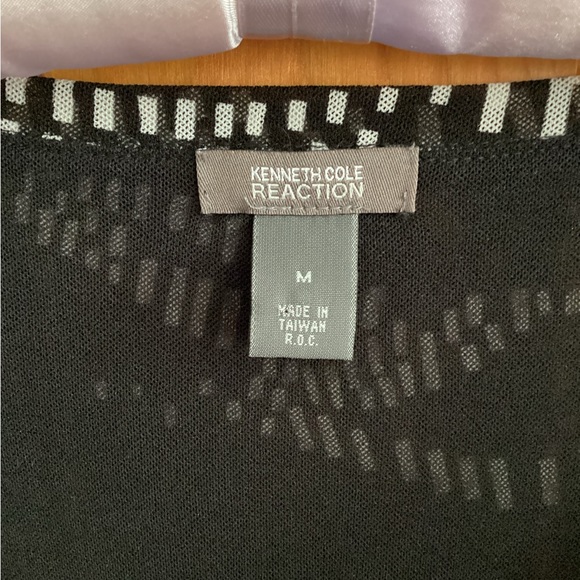 KENNETH COLE
REACTION
M
MADE IN
TAIWAN
R.O.C.